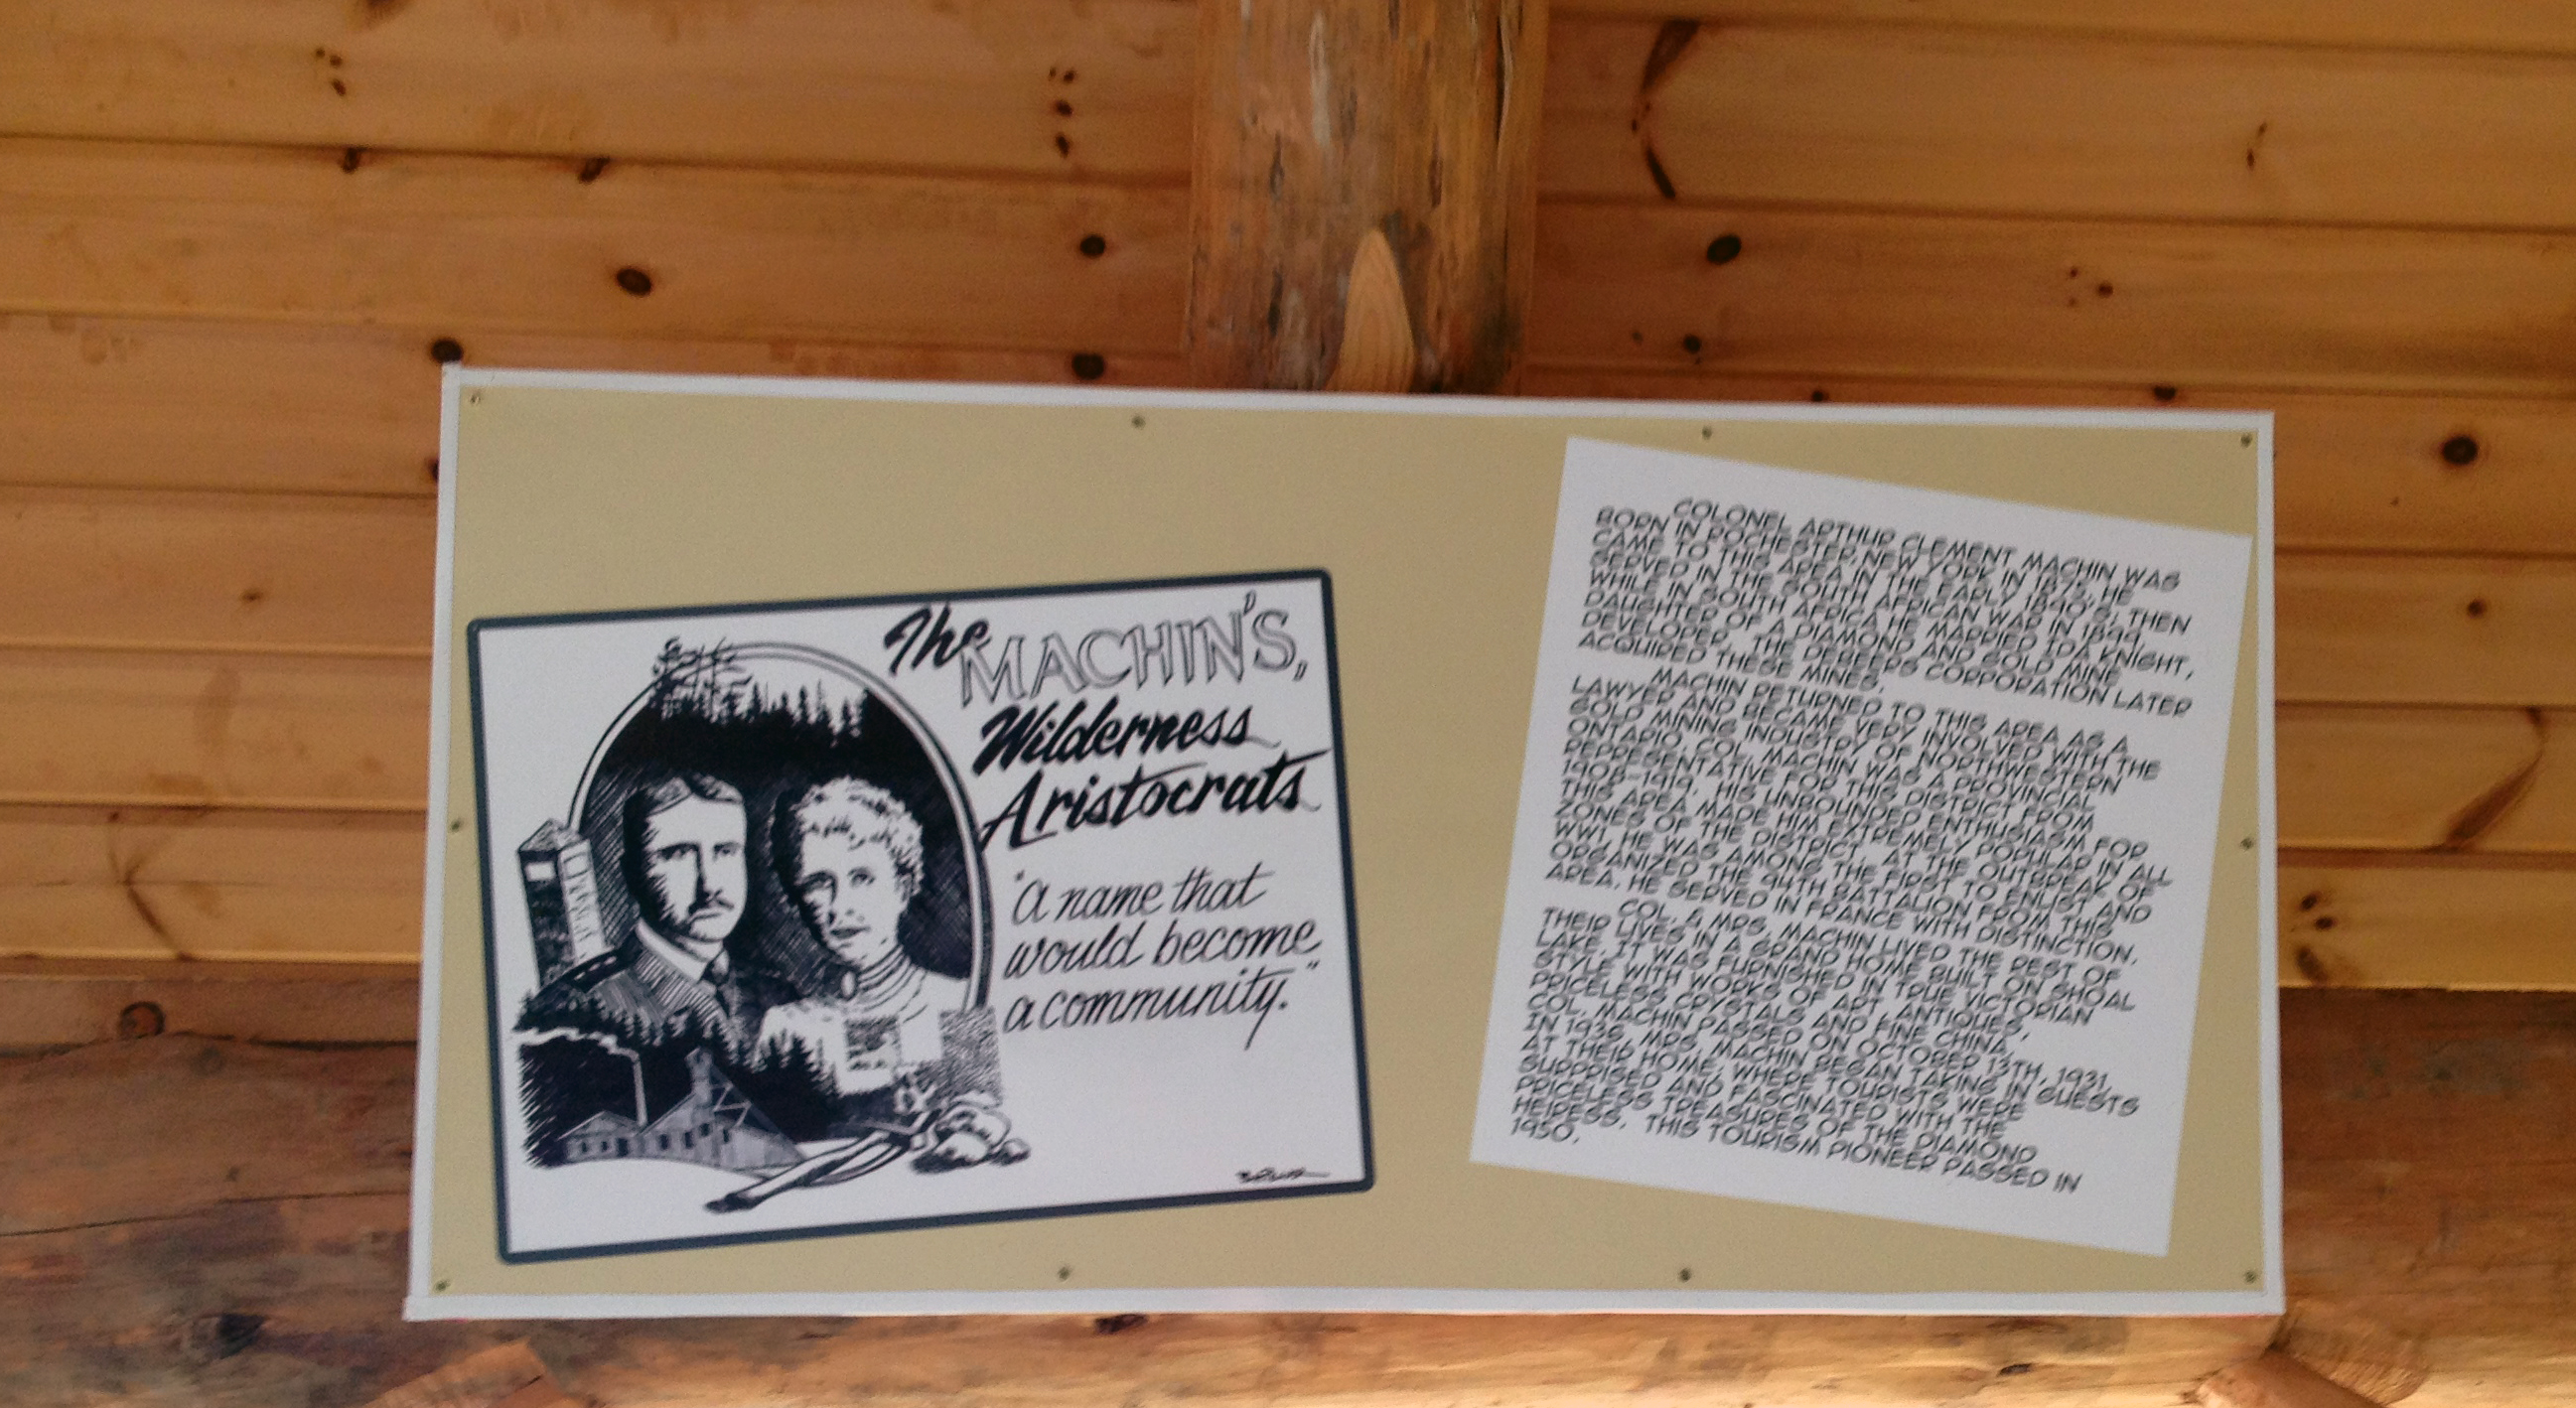 The
MACHIN'S,
Wilderness
Aristocrats
"A name that
would become
a community."
COLONEL ARTHUR CLEMENT MACHIN WAS
BORN IN ROCHESTER, NEW YORK IN 1875. HE
CAME TO THIS AREA IN THE EARLY 1890'S, THEN
SERVED IN THE SOUTH AFRICAN WAR IN 1899.
WHILE IN SOUTH AFRICA HE MARRIED IDA KNIGHT,
DAUGHTER OF A DIAMOND AND GOLD MINE
DEVELOPER. THE DEBEERS CORPORATION LATER
ACQUIRED THESE MINES.
MACHIN RETURNED TO THIS AREA AS A
LAWYER AND BECAME VERY INVOLVED WITH THE
GOLD MINING INDUSTRY OF NORTHWESTERN
ONTARIO. COL. MACHIN WAS A PROVINCIAL
REPRESENTATIVE FOR THIS DISTRICT FROM
1908-1919. HIS UNBOUNDED ENTHUSIASM FOR
THIS AREA MADE HIM EXTREMELY POPULAR IN ALL
ZONES OF THE DISTRICT. AT THE OUTBREAK OF
WWI, HE WAS AMONG THE FIRST TO ENLIST AND
ORGANIZED THE 94TH BATTALION FROM THIS
AREA. HE SERVED IN FRANCE WITH DISTINCTION.
COL. & MRS. MACHIN LIVED THE REST OF
THEIR LIVES IN A GRAND HOME BUILT ON SHOAL
LAKE. IT WAS FURNISHED IN TRUE VICTORIAN
STYLE WITH WORKS OF ART, ANTIQUES,
PRICELESS CRYSTALS AND FINE CHINA.
COL. MACHIN PASSED ON OCTOBER 13TH, 1931.
IN 1936, MRS. MACHIN BEGAN TAKING IN GUESTS
AT THEIR HOME, WHERE TOURISTS WERE
SURPRISED AND FASCINATED WITH THE
PRICELESS TREASURES OF THE DIAMOND
HEIRESS. THIS TOURISM PIONEER PASSED IN
1950.